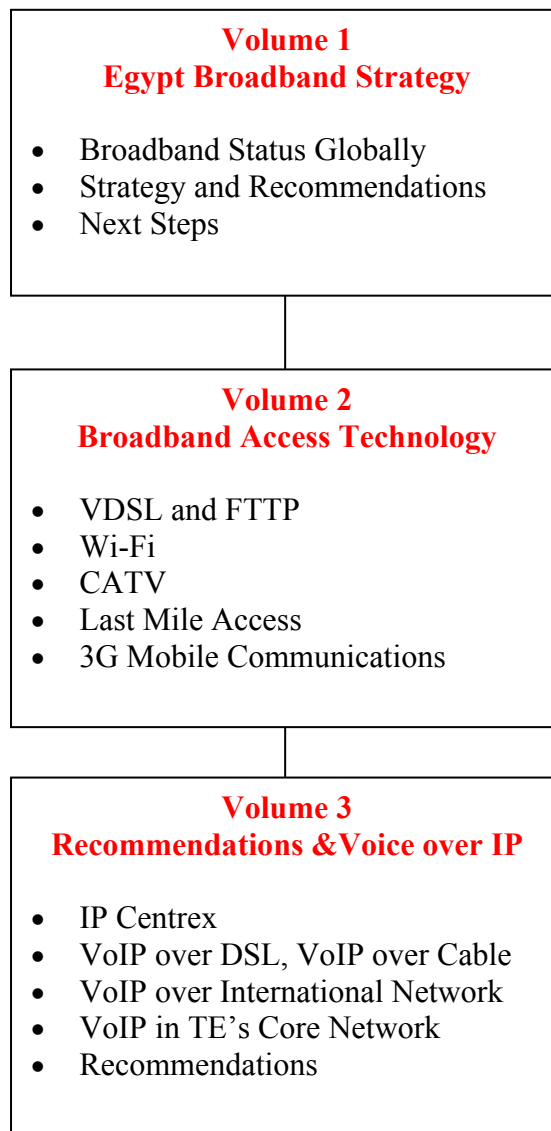 Volume 1
Egypt Broadband Strategy
• Broadband Status Globally
• Strategy and Recommendations
• Next Steps
Volume 2
Broadband Access Technology
• VDSL and FTTP
• Wi-Fi
• CATV
• Last Mile Access
• 3G Mobile Communications
Volume 3
Recommendations &Voice over IP
• IP Centrex
• VoIP over DSL, VoIP over Cable
• VoIP over International Network
• VoIP in TE’s Core Network
• Recommendations